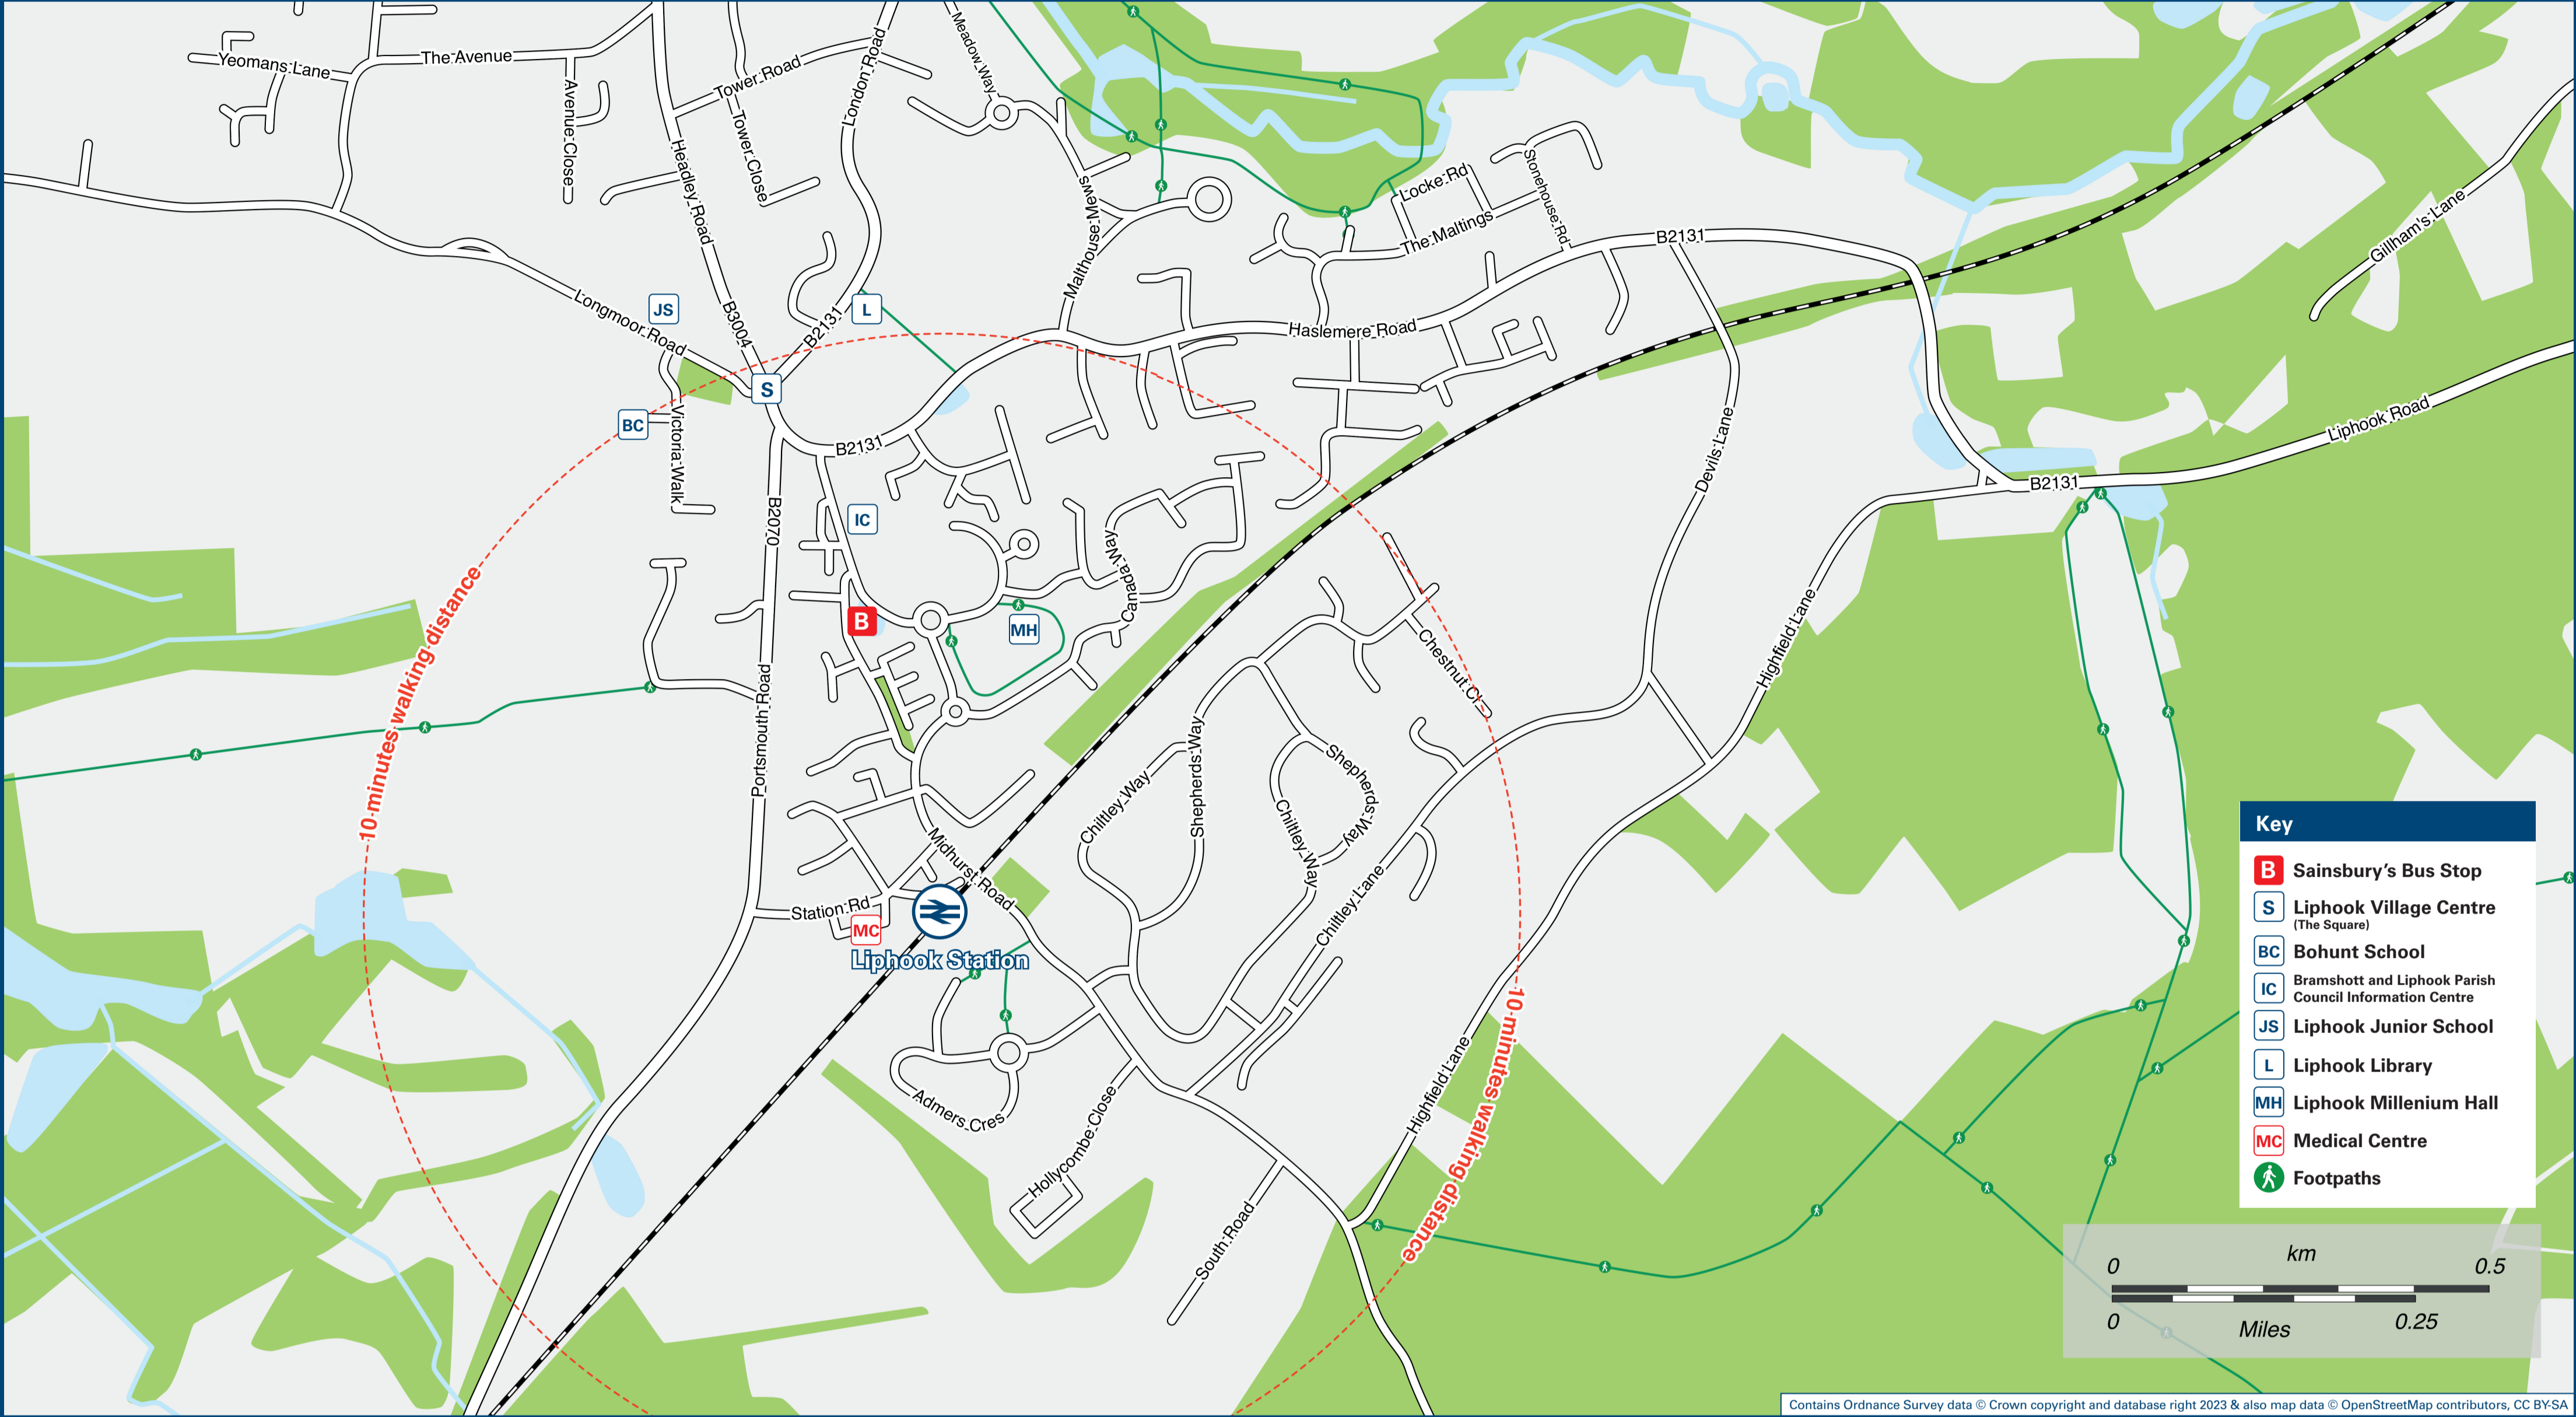 Meadow Way
Yeomans Lane
The Avenue
Avenue Close
Tower Road
Tower Close
London Road
Headley Road
Malthouse Mews
Locke Rd
The Maltings
Stonehouse Rd
B2131
Gillham's Lane
Longmoor Road
JS
B3004
B2131
L
Haslemere Road
S
BC
Victoria Walk
B2131
Devils Lane
Liphook Road
B2131
B2070
IC
Canada Way
10 minutes walking distance
B
MH
Chestnut Cl
Highfield Lane
Portsmouth Road
Shepherds Way
Chiltley Way
Shepherds Way
Chiltley Way
Midhurst Road
Chiltley Lane
Station Rd
MC
Liphook Station
10 minutes walking distance
Highfield Lane
Admers Cres
Hollycombe Close
South Road
Key
B Sainsbury's Bus Stop
S Liphook Village Centre
(The Square)
BC Bohunt School
IC Bramshott and Liphook Parish
Council Information Centre
JS Liphook Junior School
L Liphook Library
MH Liphook Millenium Hall
MC Medical Centre
Footpaths
km
0 0.5
0 Miles 0.25
Contains Ordnance Survey data © Crown copyright and database right 2023 & also map data © OpenStreetMap contributors, CC BY-SA